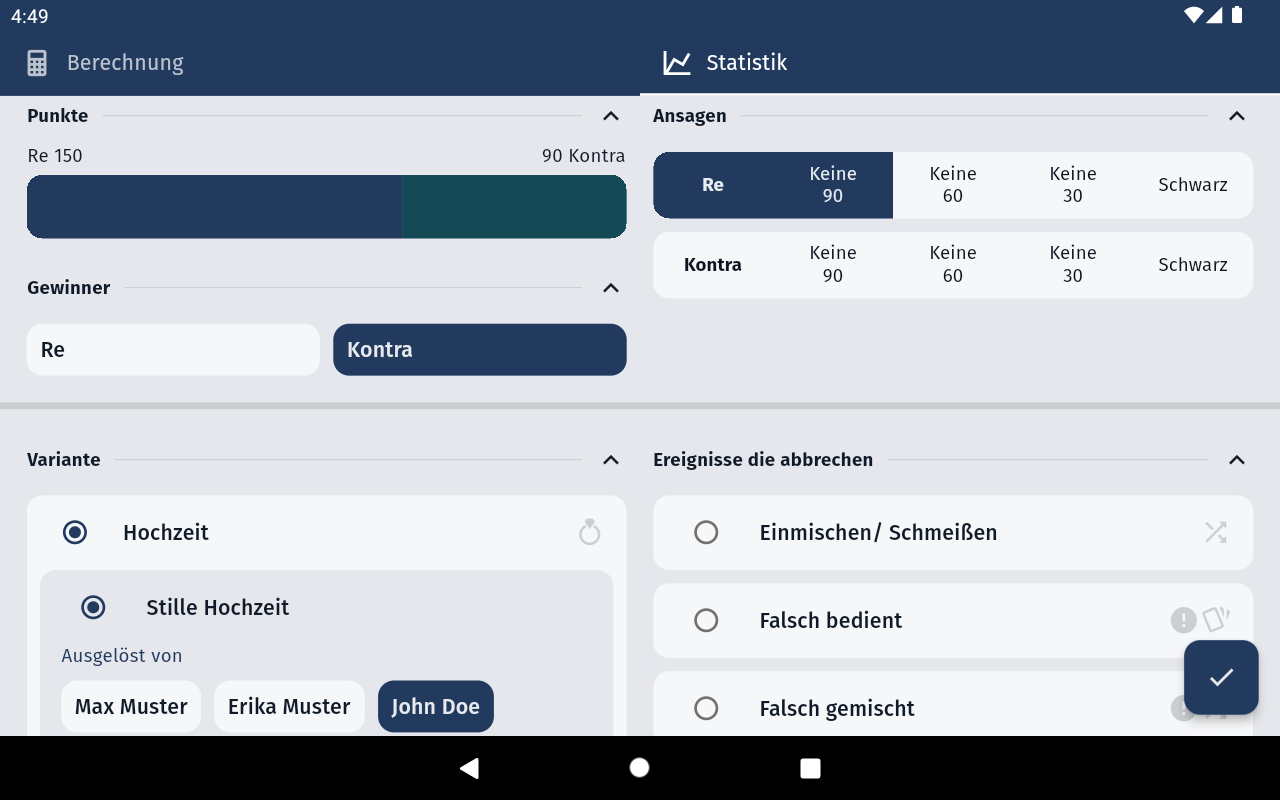 4:49
Berechnung
Statistik
Punkte
Re 150
90 Kontra
Gewinner
Re
Kontra
Ansagen
Re
Keine
90
Keine
60
Keine
30
Schwarz
Kontra
Keine
90
Keine
60
Keine
30
Schwarz
Variante
Hochzeit
Stille Hochzeit
Ausgelöst von
Max Muster
Erika Muster
John Doe
Ereignisse die abbrechen
Einmischen/ Schmeißen
Falsch bedient
Falsch gemischt